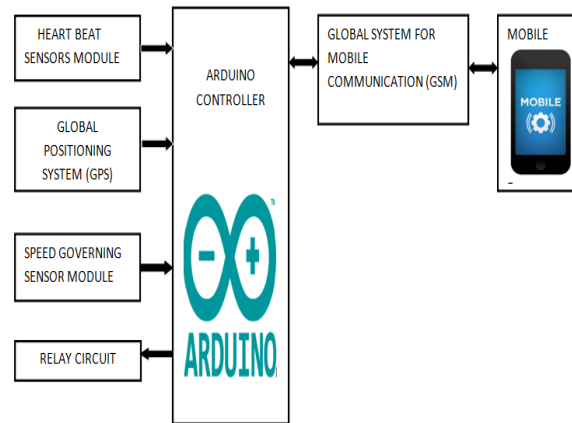 HEART BEAT
SENSORS MODULE
GLOBAL
POSITIONING
SYSTEM (GPS)
SPEED GOVERNING
SENSOR MODULE
RELAY CIRCUIT
ARDUINO
CONTROLLER
TM
ARDUINO
GLOBAL SYSTEM FOR
MOBILE
COMMUNICATION (GSM)
MOBILE
MOBILE